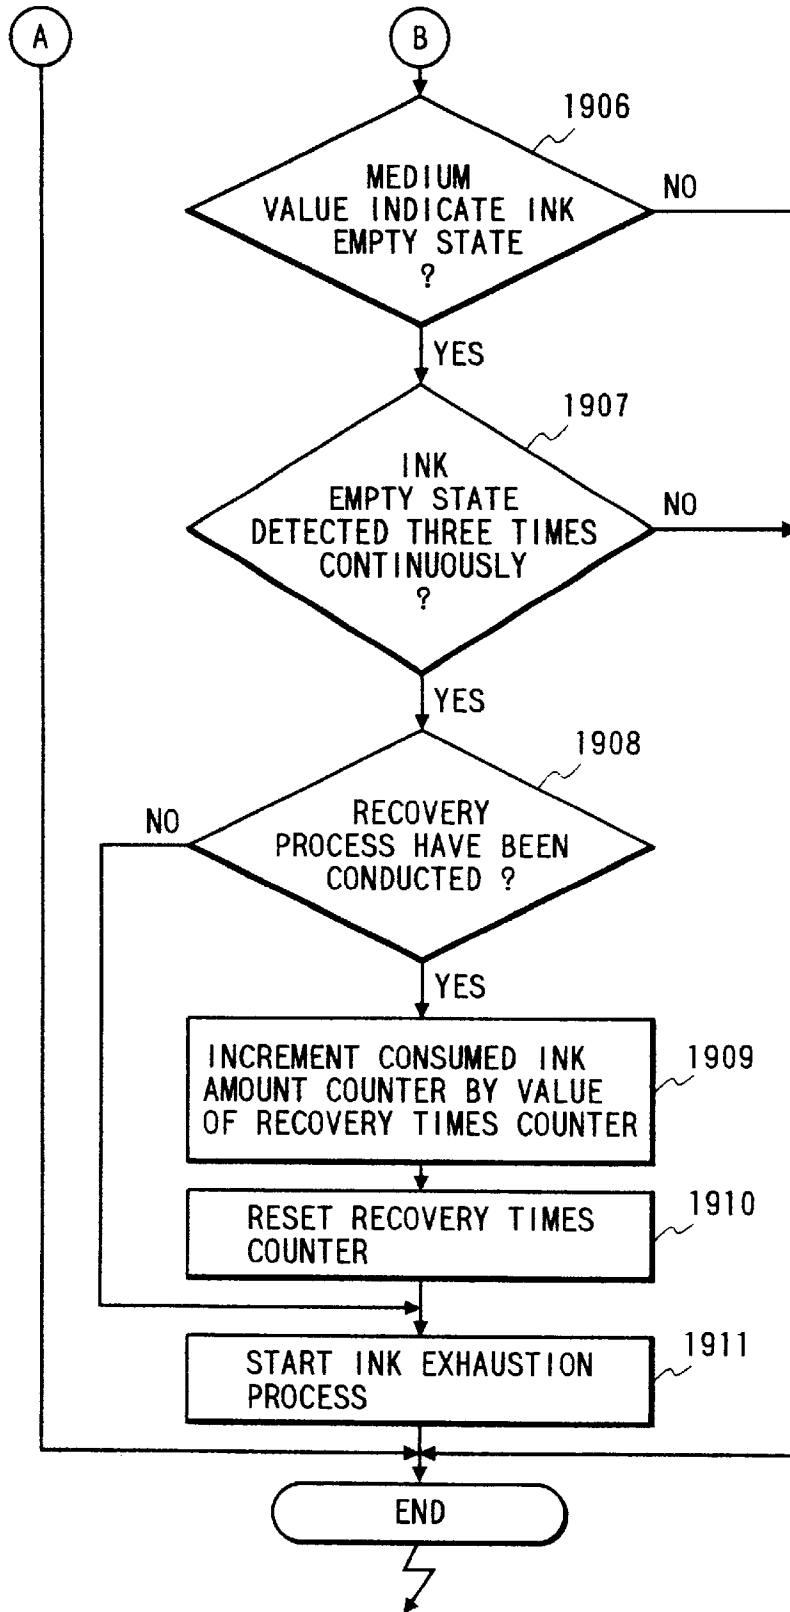 A
B
1906
MEDIUM
VALUE INDICATE INK
EMPTY STATE
?
NO
YES
1907
INK
EMPTY STATE
DETECTED THREE TIMES
CONTINUOUSLY
?
NO
YES
1908
RECOVERY
PROCESS HAVE BEEN
CONDUCTED ?
NO
YES
INCREMENT CONSUMED INK
AMOUNT COUNTER BY VALUE
OF RECOVERY TIMES COUNTER
1909
RESET RECOVERY TIMES
COUNTER
1910
START INK EXHAUSTION
PROCESS
1911
END